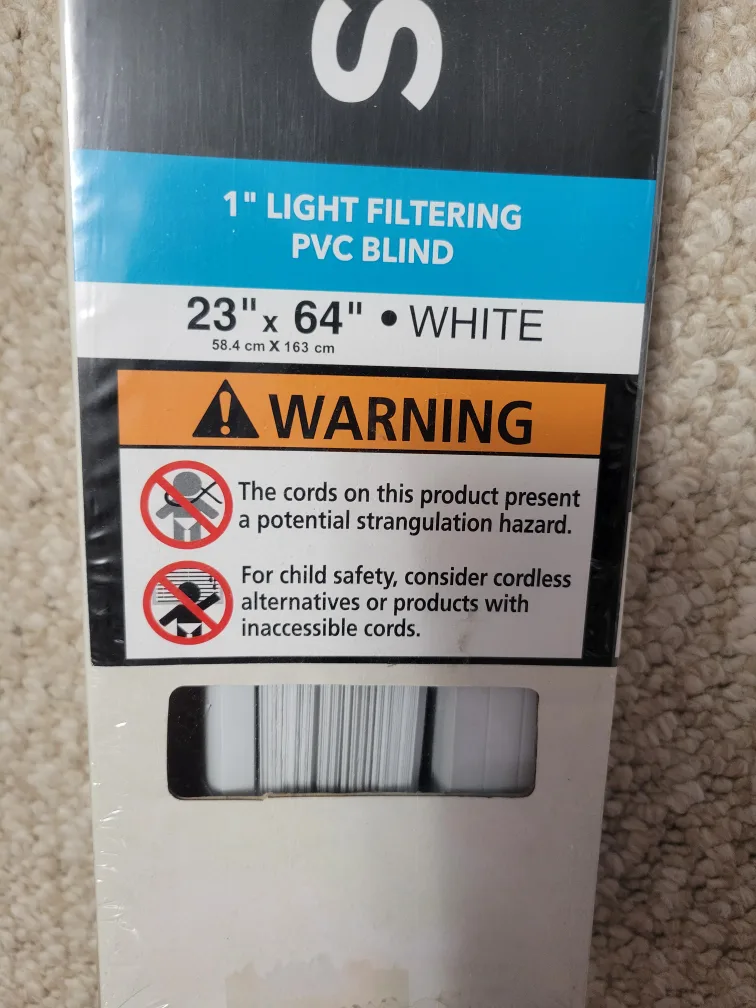 S
1" LIGHT FILTERING
PVC BLIND
23" x 64" • WHITE
58.4 cm X 163 cm
WARNING
The cords on this product present
a potential strangulation hazard.
For child safety, consider cordless
alternatives or products with
inaccessible cords.